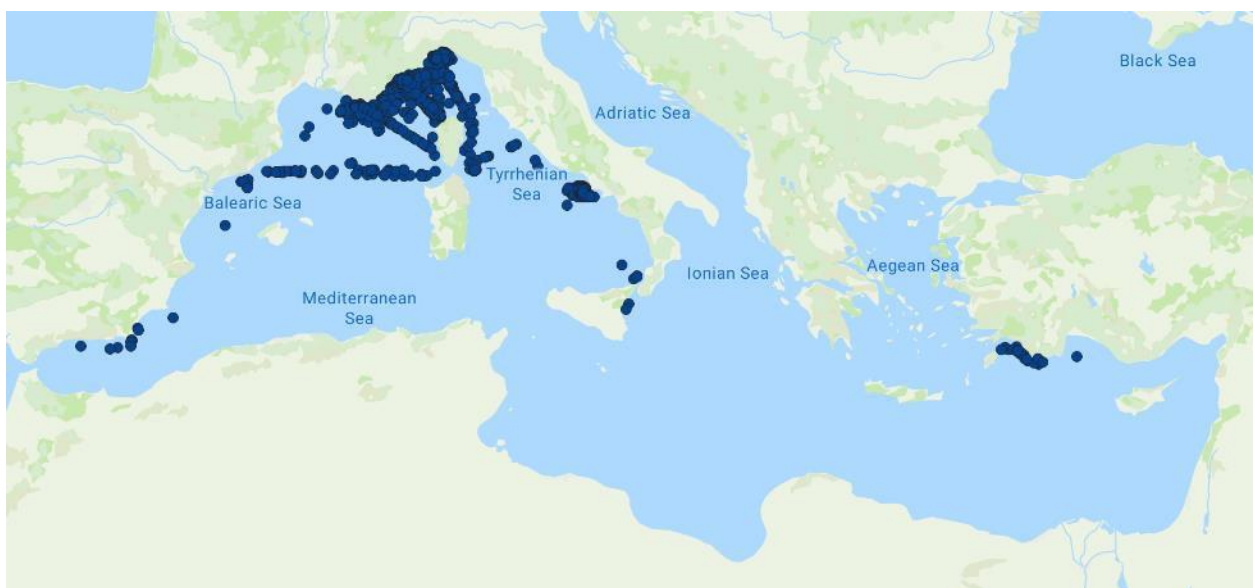 Black Sea
Adriatic Sea
Tyrrhenian
Sea
Balearic Sea
Ionian Sea
Aegean Sea
Mediterranean
Sea